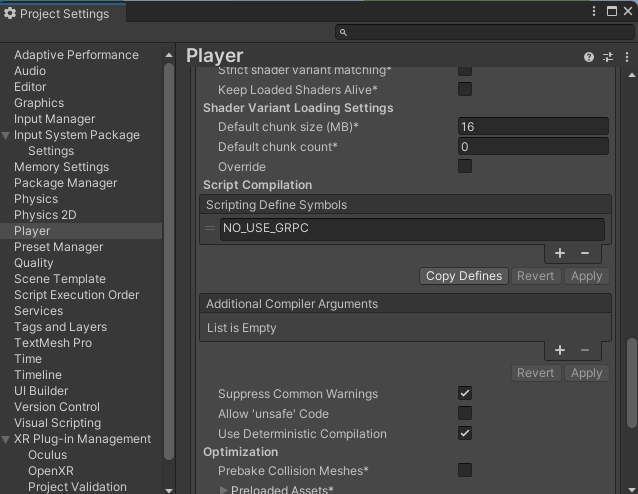 Project Settings
Adaptive Performance
Audio
Editor
Graphics
Input Manager
Input System Package
Settings
Memory Settings
Package Manager
Physics
Physics 2D
Player
Preset Manager
Quality
Scene Template
Script Execution Order
Services
Tags and Layers
TextMesh Pro
Time
Timeline
UI Builder
Version Control
Visual Scripting
XR Plug-in Management
Oculus
OpenXR
Project Validation
Player
Strict shader variant matching*
Keep Loaded Shaders Alive*
Shader Variant Loading Settings
Default chunk size (MB)* 16
Default chunk count* 0
Override
Script Compilation
Scripting Define Symbols
NO_USE_GRPC
Copy Defines Revert Apply
Additional Compiler Arguments
List is Empty
Revert Apply
Suppress Common Warnings
Allow 'unsafe' Code
Use Deterministic Compilation
Optimization
Prebake Collision Meshes*
Preloaded Assets*